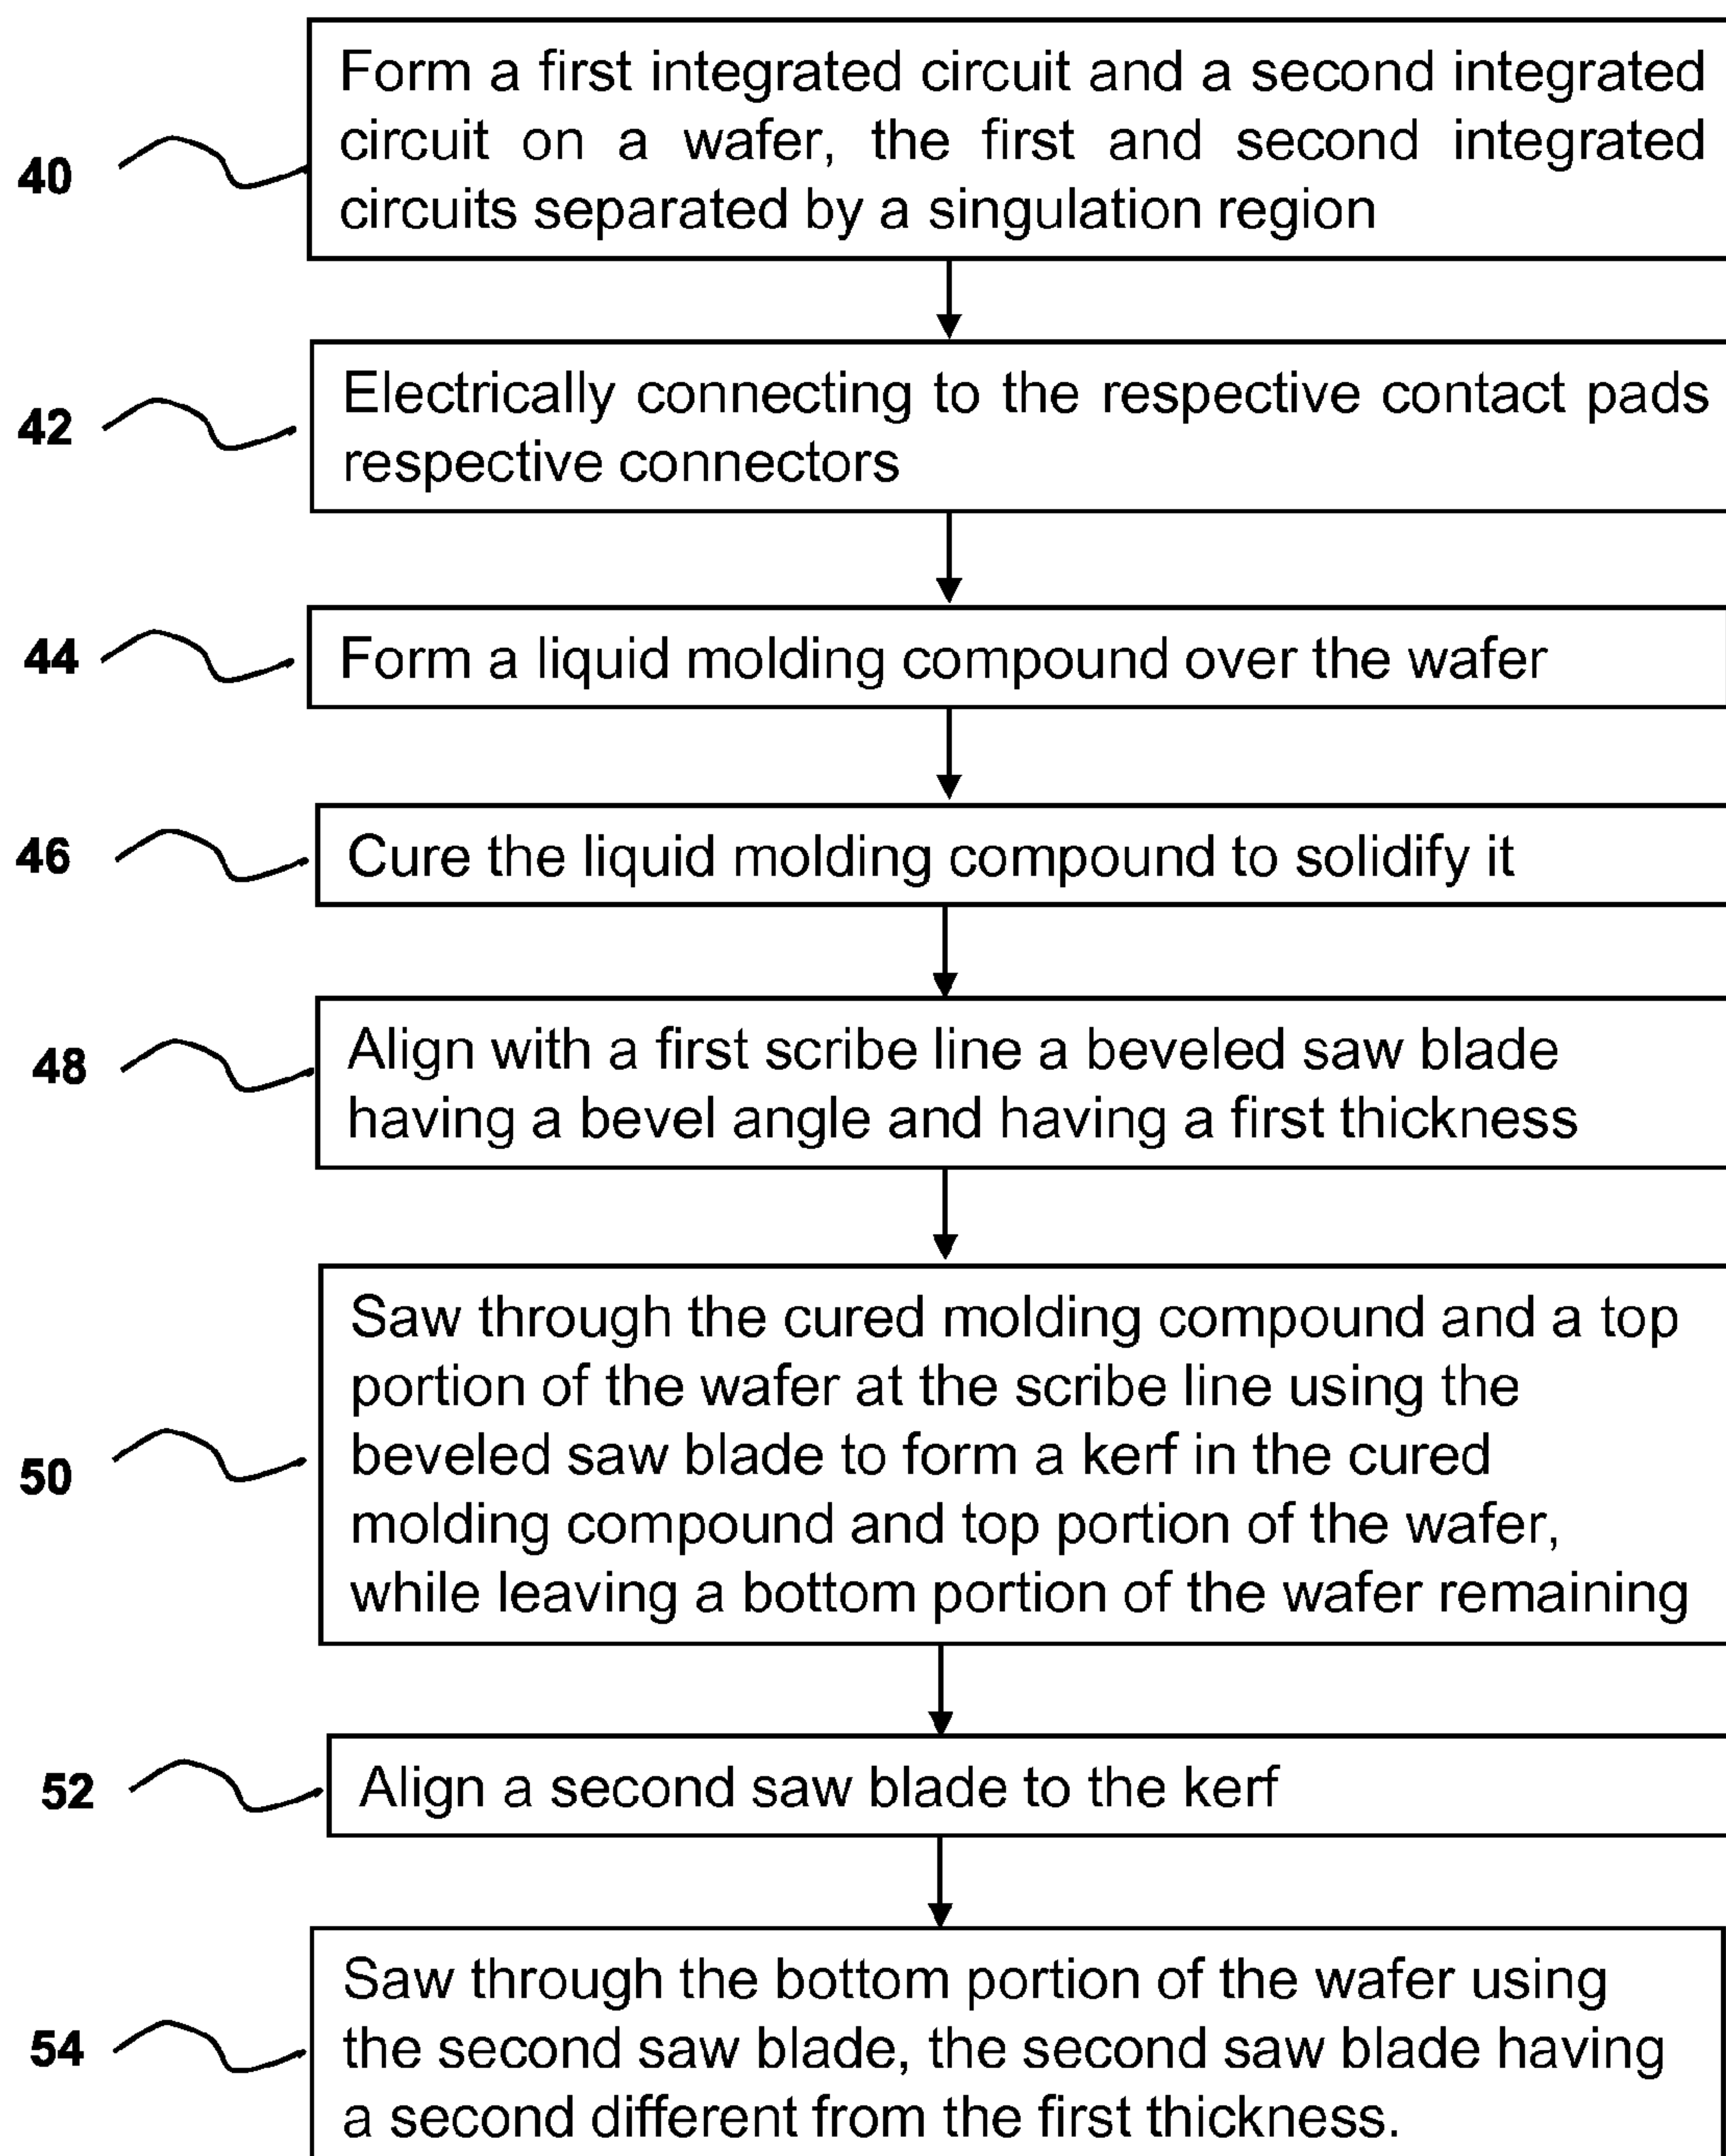 Form a first integrated circuit and a second integrated
circuit on a wafer, the first and second integrated
circuits separated by a singulation region
40
Electrically connecting to the respective contact pads
respective connectors
42
Form a liquid molding compound over the wafer
44
Cure the liquid molding compound to solidify it
46
Align with a first scribe line a beveled saw blade
having a bevel angle and having a first thickness
48
Saw through the cured molding compound and a top
portion of the wafer at the scribe line using the
beveled saw blade to form a kerf in the cured
molding compound and top portion of the wafer,
while leaving a bottom portion of the wafer remaining
50
Align a second saw blade to the kerf
52
Saw through the bottom portion of the wafer using
the second saw blade, the second saw blade having
a second different from the first thickness.
54